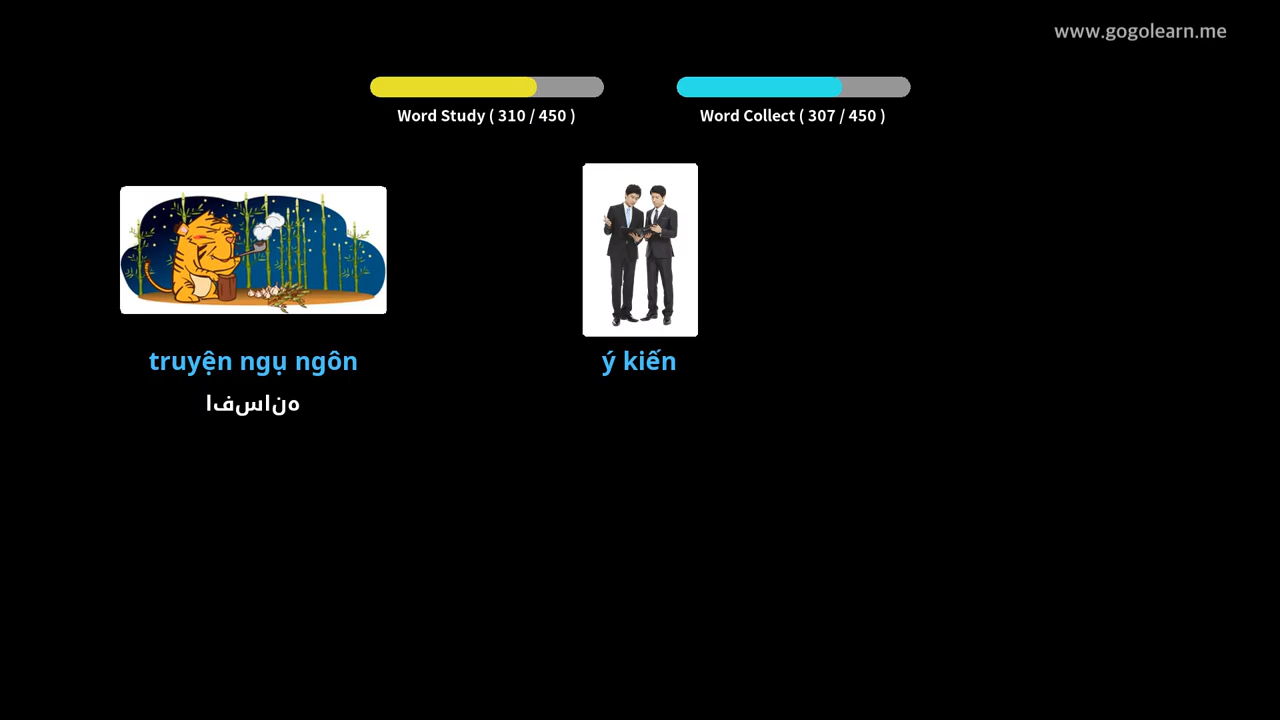 www.gogolearn.me
Word Study ( 310 / 450 )
Word Collect ( 307 / 450 )
truyện ngụ ngôn
ý kiến
افسانه